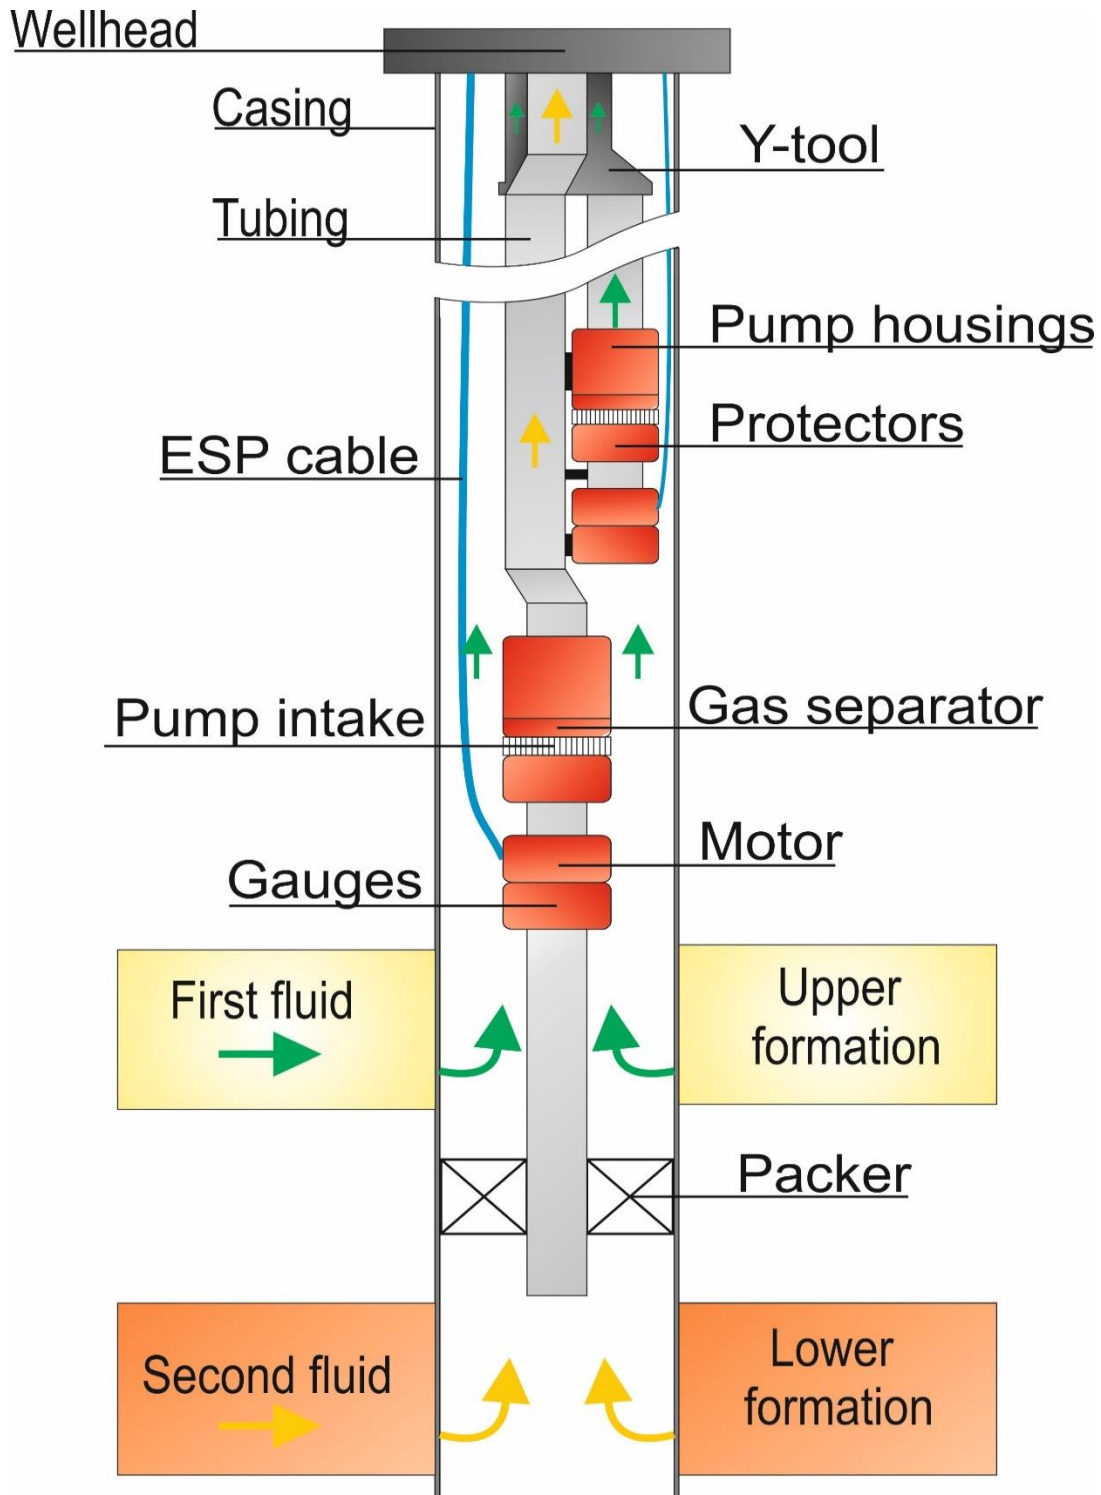 Wellhead
Casing
Y-tool
Tubing
Pump housings
Protectors
ESP cable
Gas separator
Pump intake
Motor
Gauges
First fluid
Upper
formation
Packer
Second fluid
Lower
formation